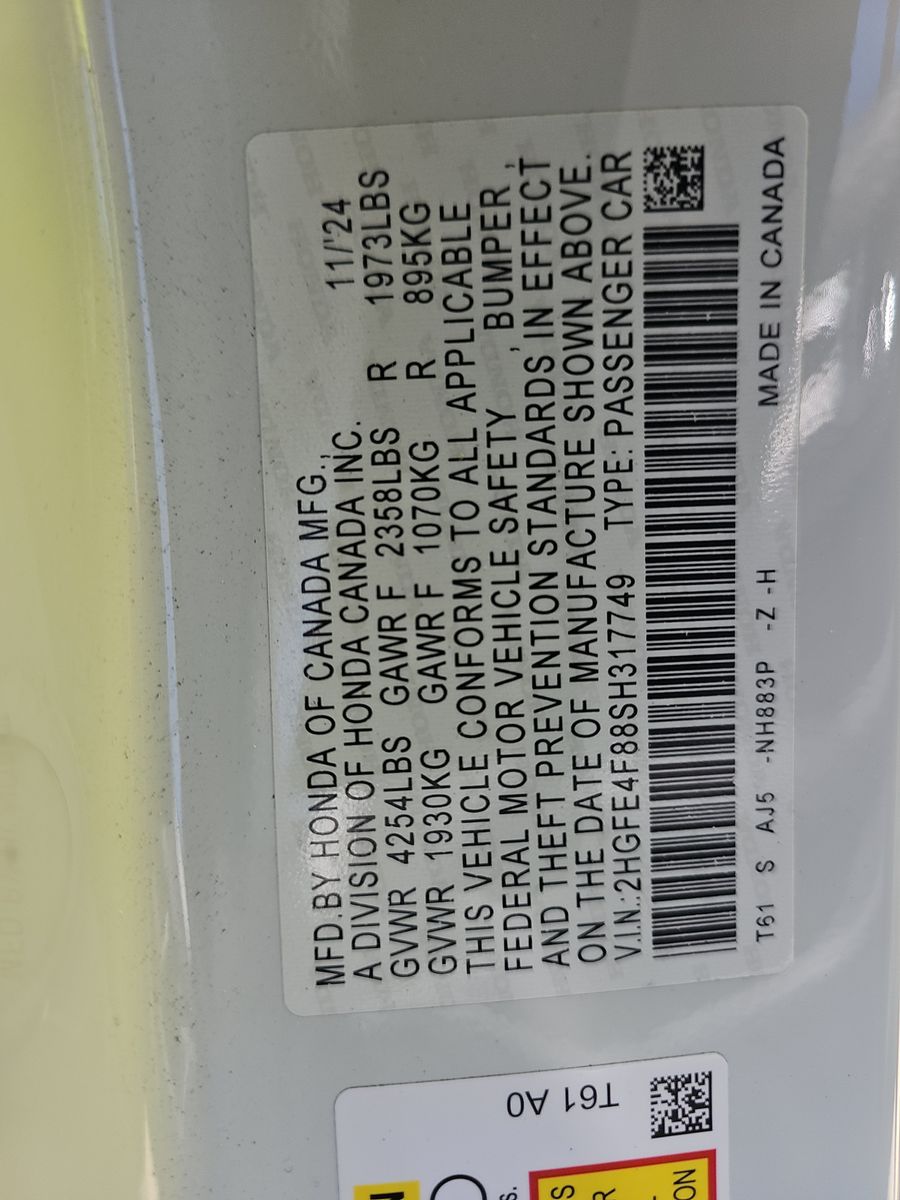 MFD.BY HONDA OF CANADA MFG.,
11/'24
A DIVISION OF HONDA CANADA INC.
GVWR 4254LBS GAWR F 2358LBS R 1973LBS
GVWR 1930KG GAWR F 1070KG R 895KG
THIS VEHICLE CONFORMS TO ALL APPLICABLE
FEDERAL MOTOR VEHICLE SAFETY , BUMPER ,
AND THEFT PREVENTION STANDARDS IN EFFECT
ON THE DATE OF MANUFACTURE SHOWN ABOVE.
V.I.N.:2HGFE4F88SH317749 TYPE: PASSENGER CAR
T61 S AJ5 -NH883P -Z -H MADE IN CANADA
T61 A0